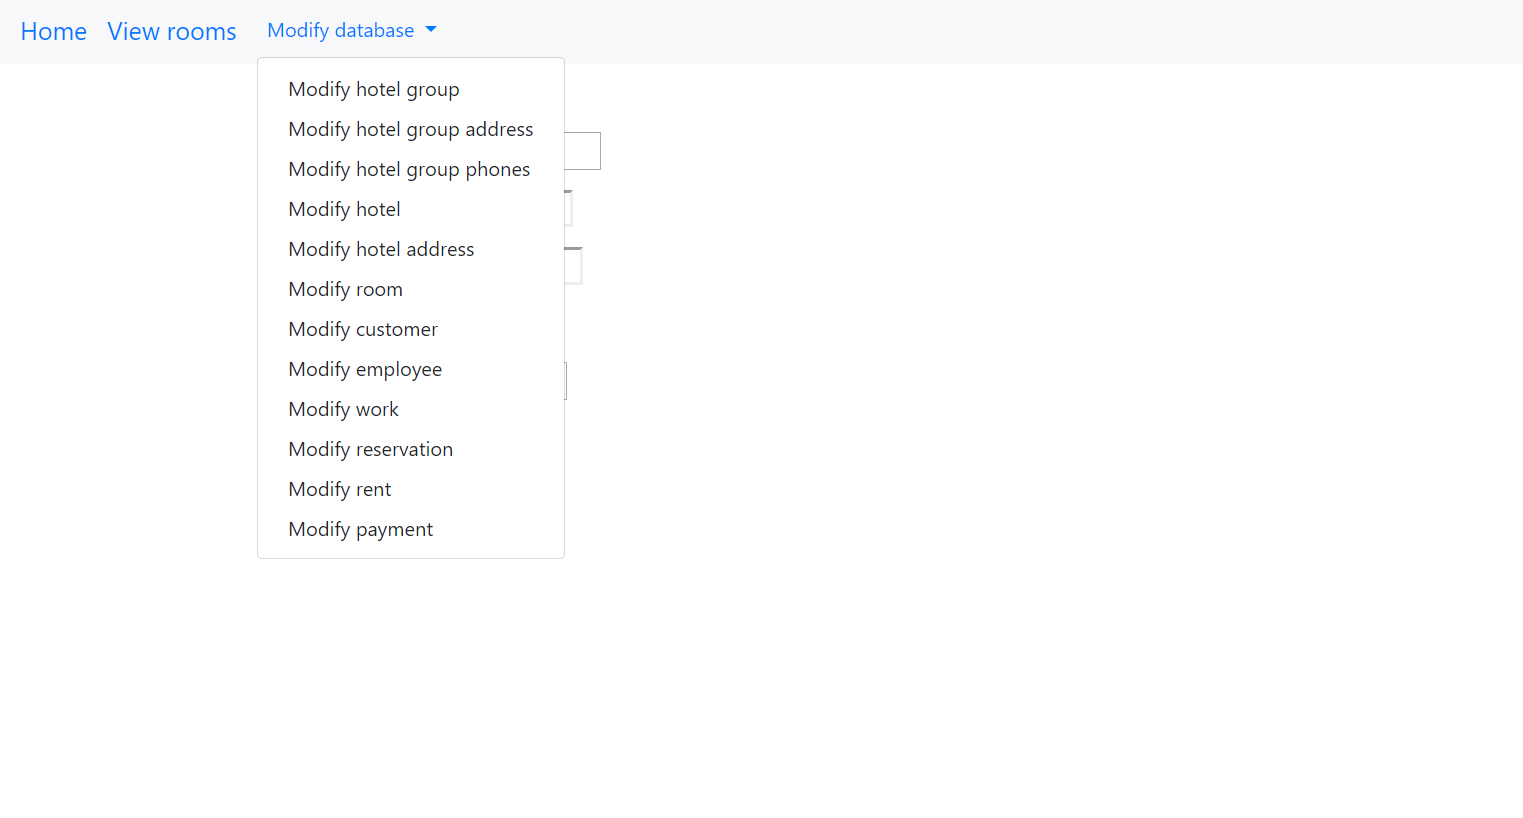 Home View rooms Modify database
Modify hotel group
Modify hotel group address
Modify hotel group phones
Modify hotel
Modify hotel address
Modify room
Modify customer
Modify employee
Modify work
Modify reservation
Modify rent
Modify payment